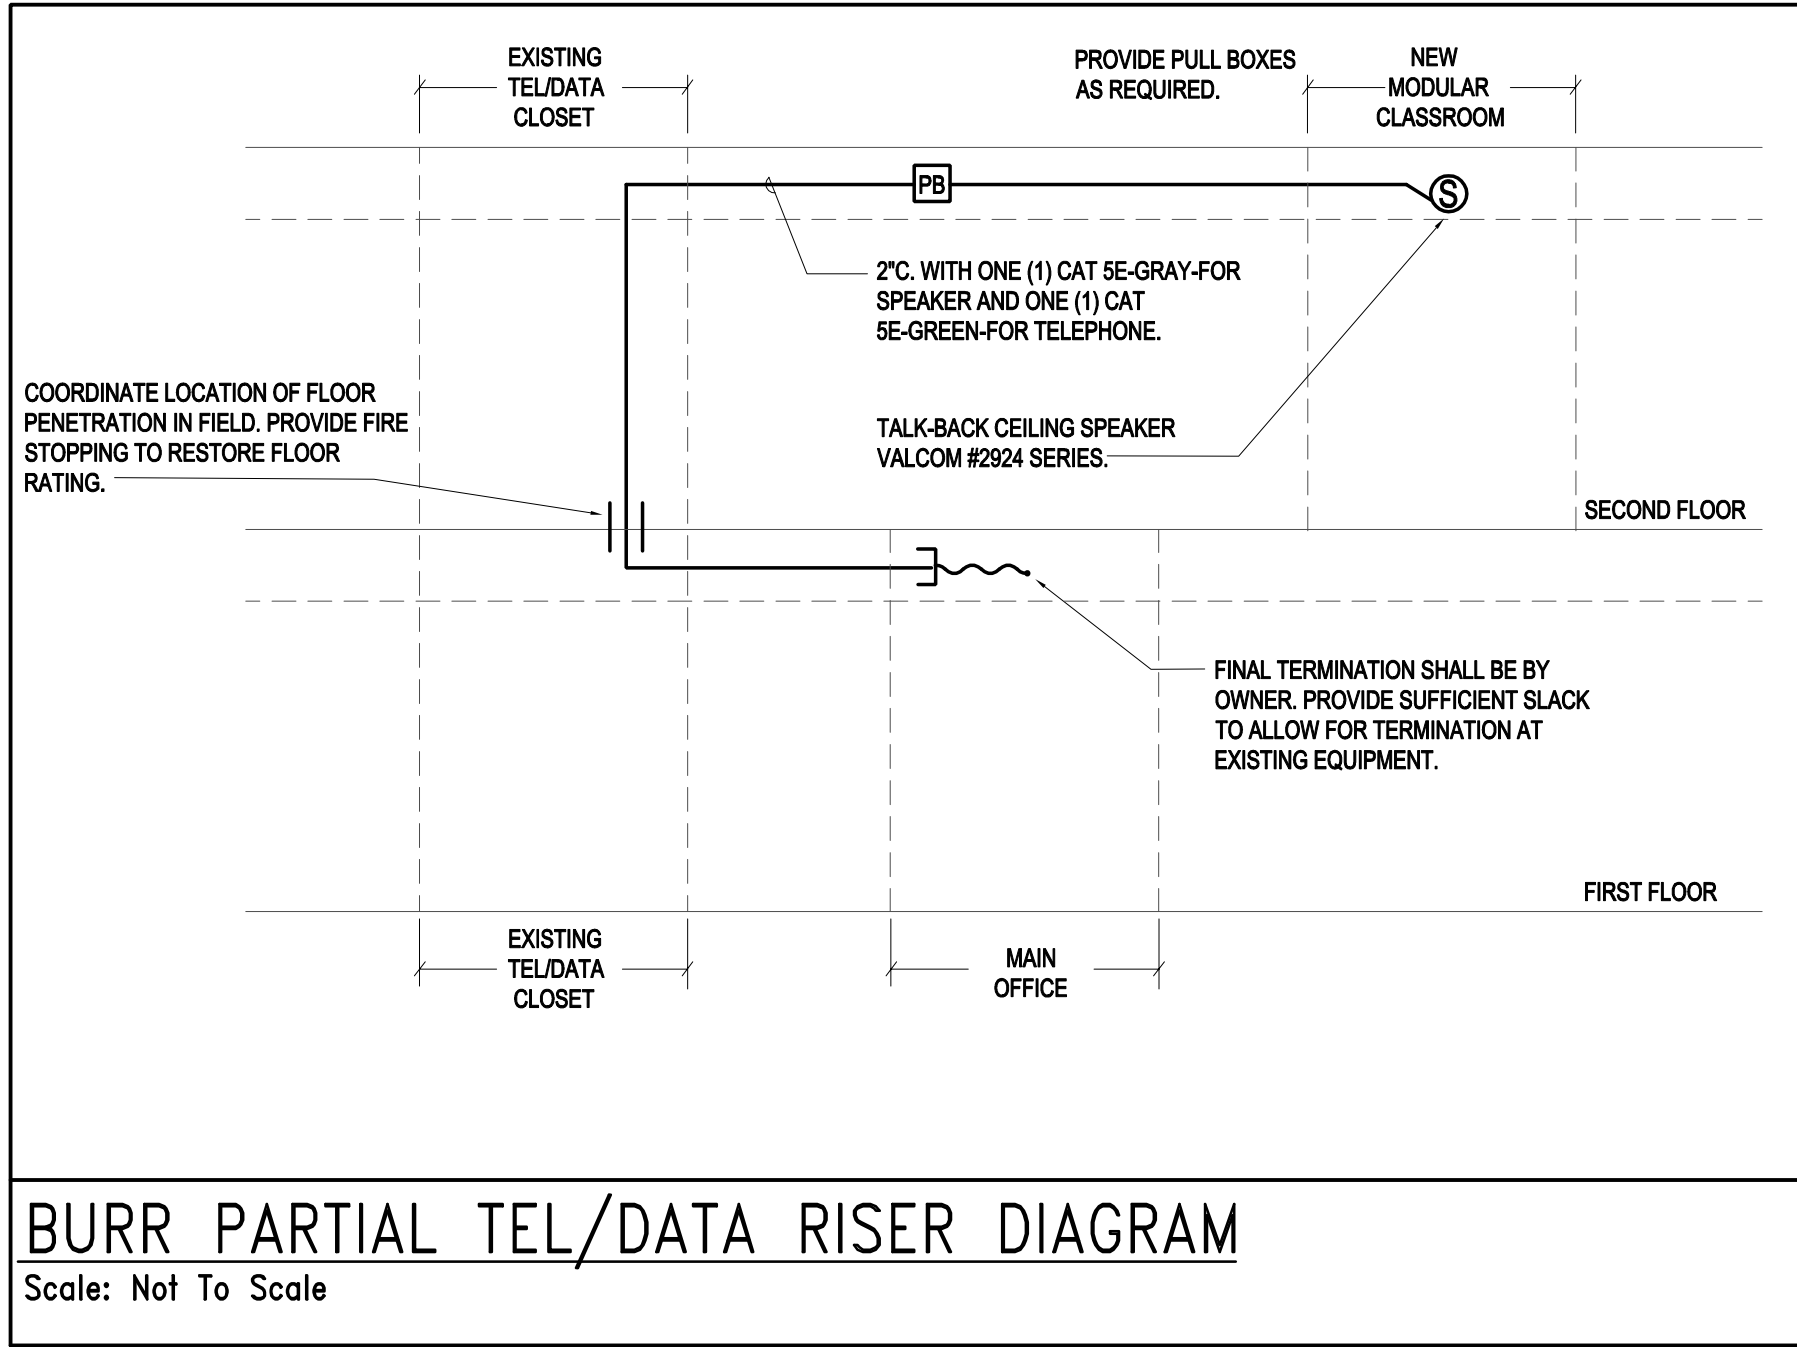 EXISTING
TEL/DATA
CLOSET
PROVIDE PULL BOXES
AS REQUIRED.
NEW
MODULAR
CLASSROOM
PB
S
2"C. WITH ONE (1) CAT 5E-GRAY-FOR
SPEAKER AND ONE (1) CAT
5E-GREEN-FOR TELEPHONE.
COORDINATE LOCATION OF FLOOR
PENETRATION IN FIELD. PROVIDE FIRE
STOPPING TO RESTORE FLOOR
RATING.
TALK-BACK CEILING SPEAKER
VALCOM #2924 SERIES.
SECOND FLOOR
FINAL TERMINATION SHALL BE BY
OWNER. PROVIDE SUFFICIENT SLACK
TO ALLOW FOR TERMINATION AT
EXISTING EQUIPMENT.
FIRST FLOOR
EXISTING
TEL/DATA
CLOSET
MAIN
OFFICE
BURR PARTIAL TEL/DATA RISER DIAGRAM
Scale: Not To Scale